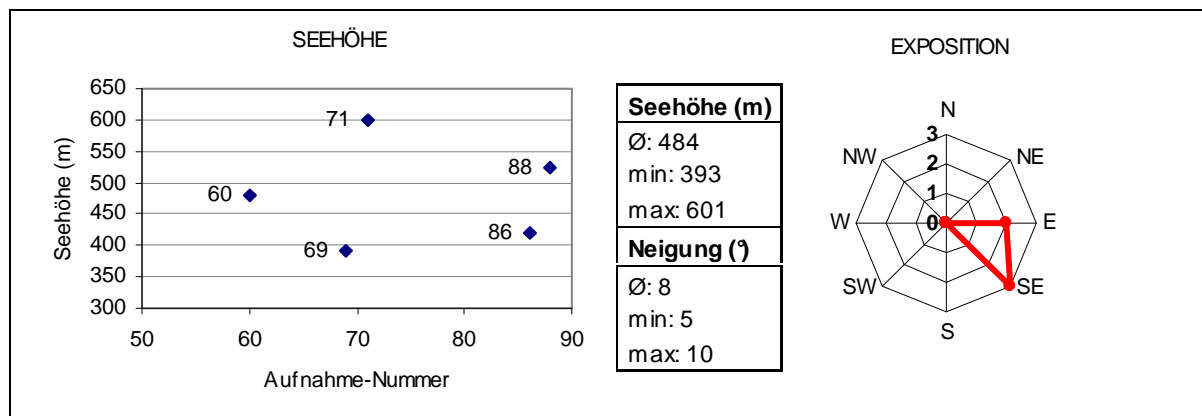 SEEHÖHE
Seehöhe (m)
650
600
550
500
450
400
350
300
71
88
60
86
69
50
60
70
80
90
Aufnahme-Nummer
Seehöhe (m)
Ø: 484
min: 393
max: 601
Neigung (°)
Ø: 8
min: 5
max: 10
EXPOSITION
N
3
NW
NE
2
1
W
0
E
SW
SE
S